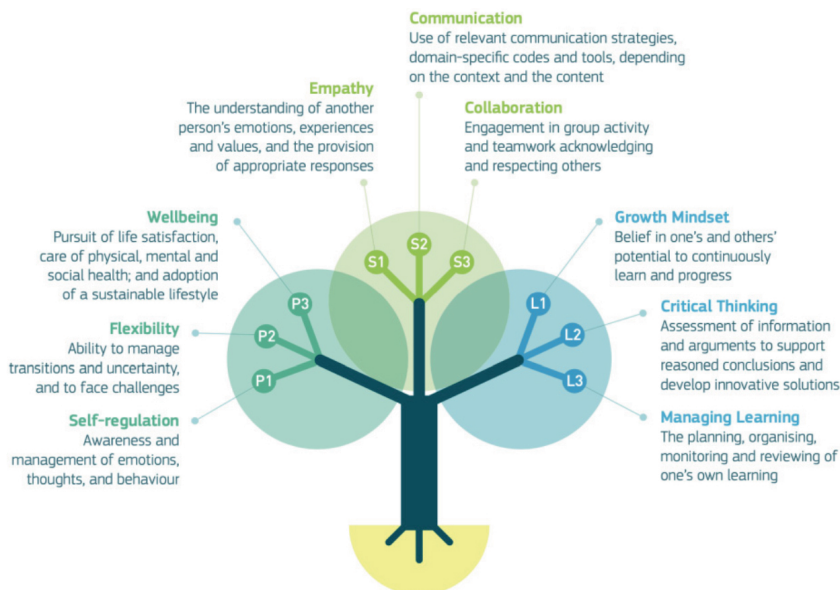 Communication
Use of relevant communication strategies,
domain-specific codes and tools, depending
on the context and the content
Empathy
The understanding of another
person's emotions, experiences
and values, and the provision
of appropriate responses
Collaboration
Engagement in group activity
and teamwork acknowledging
and respecting others
Wellbeing
Pursuit of life satisfaction,
care of physical, mental and
social health; and adoption
of a sustainable lifestyle
Flexibility
Ability to manage
transitions and uncertainty,
and to face challenges
Self-regulation
Awareness and
management of emotions,
thoughts, and behaviour
P3
P2
P1
S1
S2
S3
L1
L2
L3
Growth Mindset
Belief in one's and others'
potential to continuously
learn and progress
Critical Thinking
Assessment of information
and arguments to support
reasoned conclusions and
develop innovative solutions
Managing Learning
The planning, organising,
monitoring and reviewing of
one's own learning